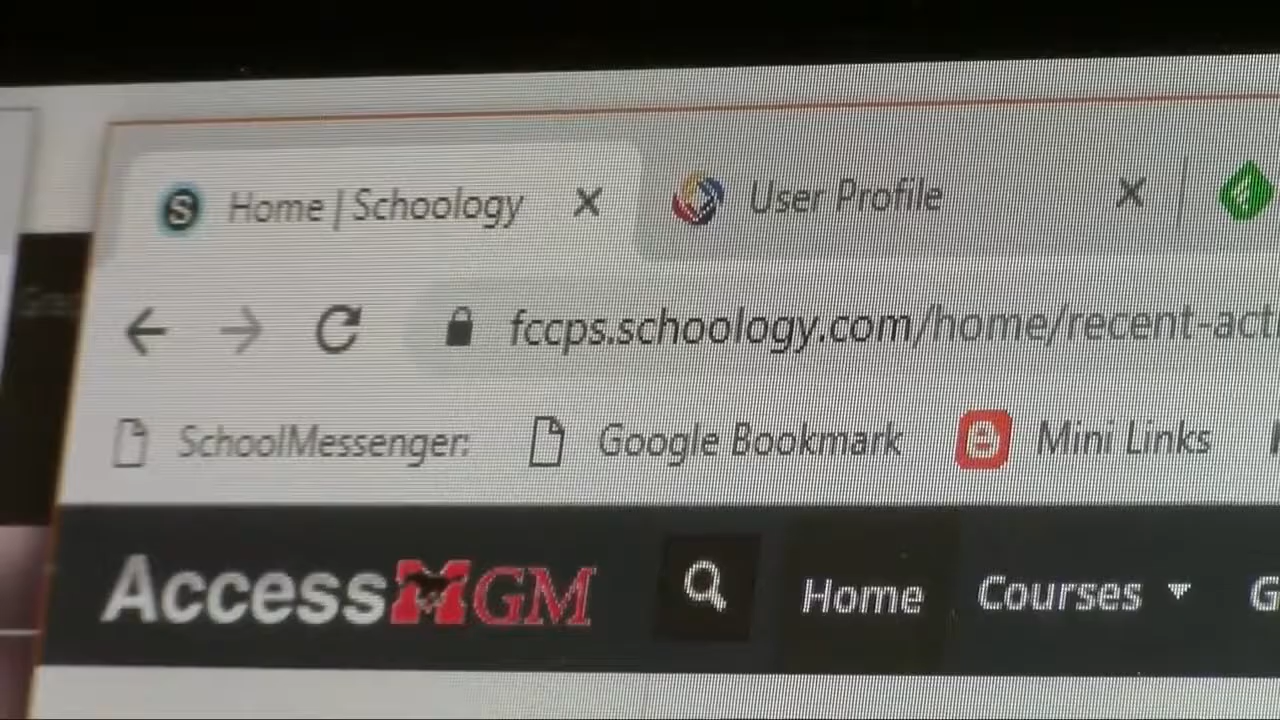 Home | Schoology
User Profile
fccps.schoology.com/home/recent-act
SchoolMessenger:
Google Bookmark
Mini Links
AccessMGM
Home
Courses
G